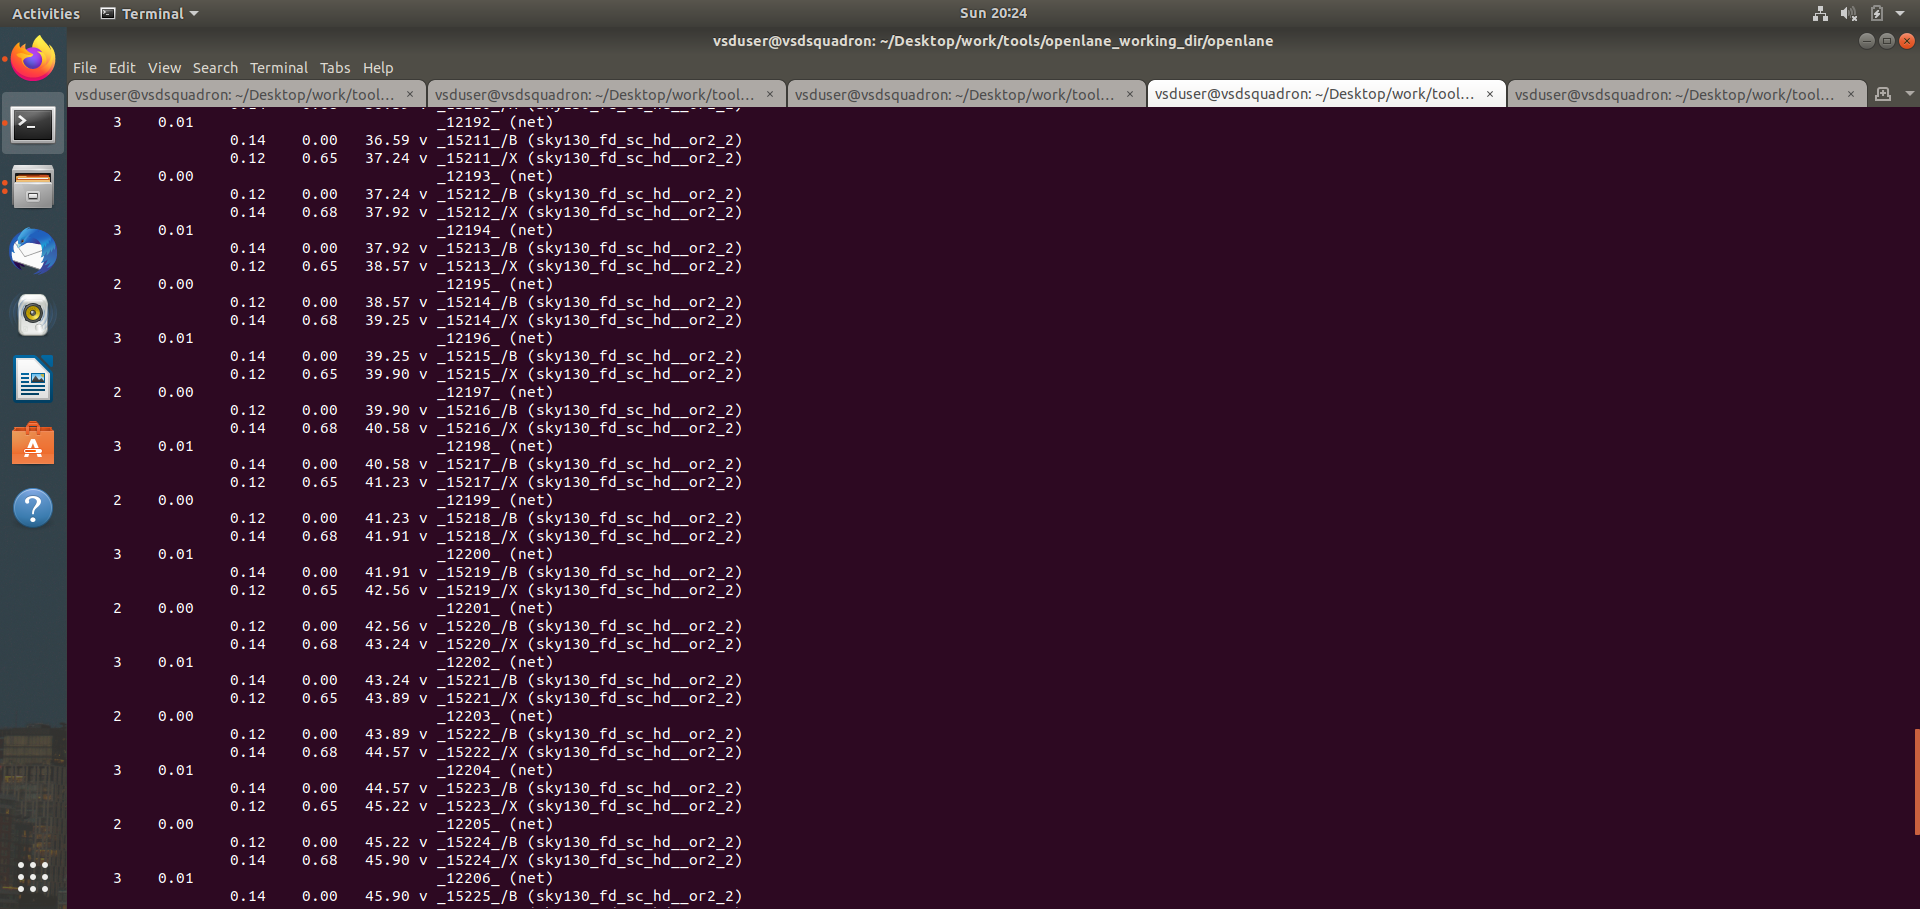 Activities
Terminal
Sun 20:24
vsduser@vsdsquadron: ~/Desktop/work/tools/openlane_working_dir/openlane
File Edit View Search Terminal Tabs Help
vsduser@vsdsquadron: ~/Desktop/work/tool... × vsduser@vsdsquadron: ~/Desktop/work/tool... × vsduser@vsdsquadron: ~/Desktop/work/tool... × vsduser@vsdsquadron: ~/Desktop/work/tool... × vsduser@vsdsquadron: ~/Desktop/work/tool... ×
3 0.01 _12192_ (net)
0.14 0.00 36.59 v _15211_/B (sky130_fd_sc_hd__or2_2)
0.12 0.65 37.24 v _15211_/X (sky130_fd_sc_hd__or2_2)
2 0.00 _12193_ (net)
0.12 0.00 37.24 v _15212_/B (sky130_fd_sc_hd__or2_2)
0.14 0.68 37.92 v _15212_/X (sky130_fd_sc_hd__or2_2)
3 0.01 _12194_ (net)
0.14 0.00 37.92 v _15213_/B (sky130_fd_sc_hd__or2_2)
0.12 0.65 38.57 v _15213_/X (sky130_fd_sc_hd__or2_2)
2 0.00 _12195_ (net)
0.12 0.00 38.57 v _15214_/B (sky130_fd_sc_hd__or2_2)
0.14 0.68 39.25 v _15214_/X (sky130_fd_sc_hd__or2_2)
3 0.01 _12196_ (net)
0.14 0.00 39.25 v _15215_/B (sky130_fd_sc_hd__or2_2)
0.12 0.65 39.90 v _15215_/X (sky130_fd_sc_hd__or2_2)
2 0.00 _12197_ (net)
0.12 0.00 39.90 v _15216_/B (sky130_fd_sc_hd__or2_2)
0.14 0.68 40.58 v _15216_/X (sky130_fd_sc_hd__or2_2)
3 0.01 _12198_ (net)
0.14 0.00 40.58 v _15217_/B (sky130_fd_sc_hd__or2_2)
0.12 0.65 41.23 v _15217_/X (sky130_fd_sc_hd__or2_2)
2 0.00 _12199_ (net)
0.12 0.00 41.23 v _15218_/B (sky130_fd_sc_hd__or2_2)
0.14 0.68 41.91 v _15218_/X (sky130_fd_sc_hd__or2_2)
3 0.01 _12200_ (net)
0.14 0.00 41.91 v _15219_/B (sky130_fd_sc_hd__or2_2)
0.12 0.65 42.56 v _15219_/X (sky130_fd_sc_hd__or2_2)
2 0.00 _12201_ (net)
0.12 0.00 42.56 v _15220_/B (sky130_fd_sc_hd__or2_2)
0.14 0.68 43.24 v _15220_/X (sky130_fd_sc_hd__or2_2)
3 0.01 _12202_ (net)
0.14 0.00 43.24 v _15221_/B (sky130_fd_sc_hd__or2_2)
0.12 0.65 43.89 v _15221_/X (sky130_fd_sc_hd__or2_2)
2 0.00 _12203_ (net)
0.12 0.00 43.89 v _15222_/B (sky130_fd_sc_hd__or2_2)
0.14 0.68 44.57 v _15222_/X (sky130_fd_sc_hd__or2_2)
3 0.01 _12204_ (net)
0.14 0.00 44.57 v _15223_/B (sky130_fd_sc_hd__or2_2)
0.12 0.65 45.22 v _15223_/X (sky130_fd_sc_hd__or2_2)
2 0.00 _12205_ (net)
0.12 0.00 45.22 v _15224_/B (sky130_fd_sc_hd__or2_2)
0.14 0.68 45.90 v _15224_/X (sky130_fd_sc_hd__or2_2)
3 0.01 _12206_ (net)
0.14 0.00 45.90 v _15225_/B (sky130_fd_sc_hd__or2_2)